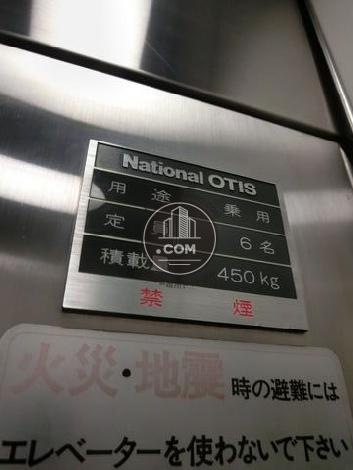 National OTIS
用途 乗用
定員 6名
積載 450kg
禁煙
.COM
火災・地震時の避難には
エレベーターを使わないで下さい